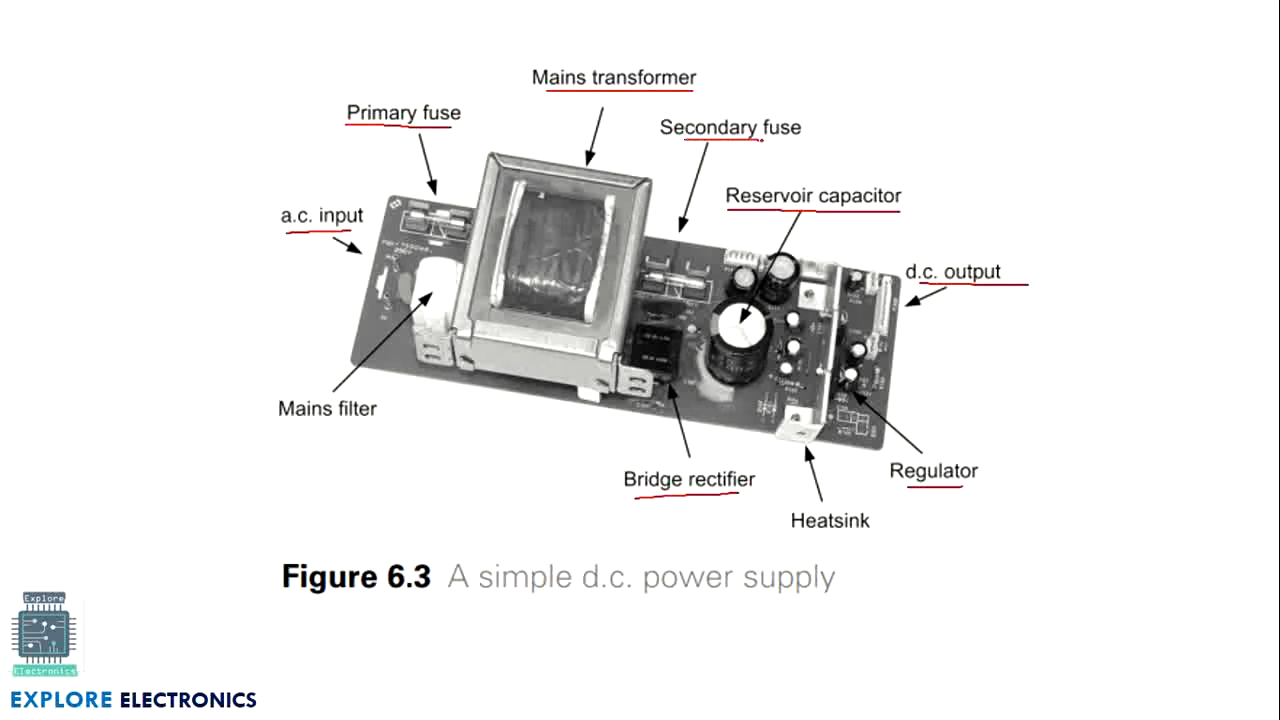 Mains transformer
Primary fuse
Secondary fuse
Reservoir capacitor
a.c. input
d.c. output
Mains filter
Regulator
Bridge rectifier
Heatsink
Figure 6.3 A simple d.c. power supply
Explore
Electronics
EXPLORE ELECTRONICS